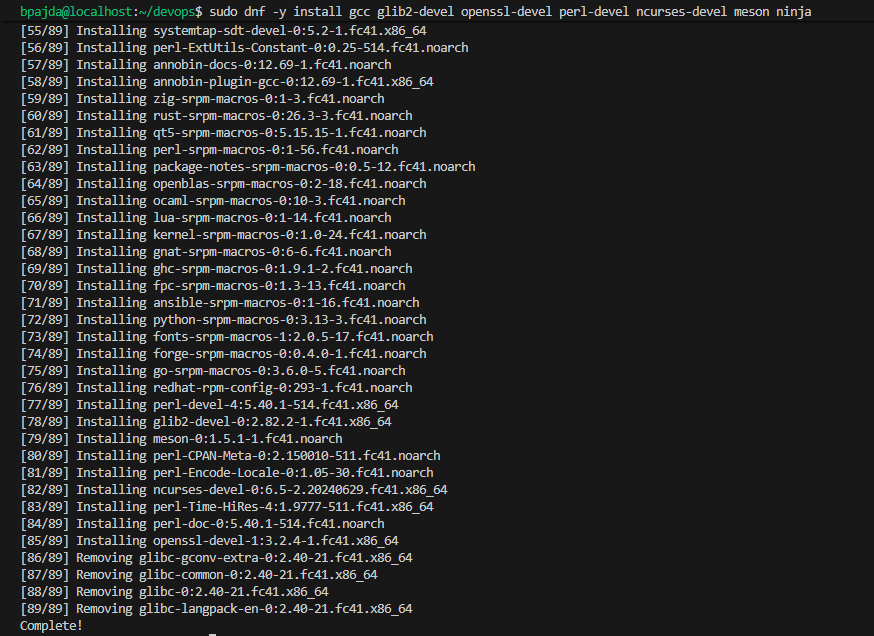 bpajda@localhost:~/devops$ sudo dnf -y install gcc glib2-devel openssl-devel perl-devel ncurses-devel meson ninja
[55/89] Installing systemtap-sdt-devel-0:5.2-1.fc41.x86_64
[56/89] Installing perl-ExtUtils-Constant-0:0.25-514.fc41.noarch
[57/89] Installing annobin-docs-0:12.69-1.fc41.noarch
[58/89] Installing annobin-plugin-gcc-0:12.69-1.fc41.x86_64
[59/89] Installing zig-srpm-macros-0:1-3.fc41.noarch
[60/89] Installing rust-srpm-macros-0:26.3-3.fc41.noarch
[61/89] Installing qt5-srpm-macros-0:5.15.15-1.fc41.noarch
[62/89] Installing perl-srpm-macros-0:1-56.fc41.noarch
[63/89] Installing package-notes-srpm-macros-0:0.5-12.fc41.noarch
[64/89] Installing openblas-srpm-macros-0:2-18.fc41.noarch
[65/89] Installing ocaml-srpm-macros-0:10-3.fc41.noarch
[66/89] Installing lua-srpm-macros-0:1-14.fc41.noarch
[67/89] Installing kernel-srpm-macros-0:1.0-24.fc41.noarch
[68/89] Installing gnat-srpm-macros-0:6-6.fc41.noarch
[69/89] Installing ghc-srpm-macros-0:1.9.1-2.fc41.noarch
[70/89] Installing fpc-srpm-macros-0:1.3-13.fc41.noarch
[71/89] Installing ansible-srpm-macros-0:1-16.fc41.noarch
[72/89] Installing python-srpm-macros-0:3.13-3.fc41.noarch
[73/89] Installing fonts-srpm-macros-1:2.0.5-17.fc41.noarch
[74/89] Installing forge-srpm-macros-0:0.4.0-1.fc41.noarch
[75/89] Installing go-srpm-macros-0:3.6.0-5.fc41.noarch
[76/89] Installing redhat-rpm-config-0:293-1.fc41.noarch
[77/89] Installing perl-devel-4:5.40.1-514.fc41.x86_64
[78/89] Installing glib2-devel-0:2.82.2-1.fc41.x86_64
[79/89] Installing meson-0:1.5.1-1.fc41.noarch
[80/89] Installing perl-CPAN-Meta-0:2.150010-511.fc41.noarch
[81/89] Installing perl-Encode-Locale-0:1.05-30.fc41.noarch
[82/89] Installing ncurses-devel-0:6.5-2.20240629.fc41.x86_64
[83/89] Installing perl-Time-HiRes-4:1.9777-511.fc41.x86_64
[84/89] Installing perl-doc-0:5.40.1-514.fc41.noarch
[85/89] Installing openssl-devel-1:3.2.4-1.fc41.x86_64
[86/89] Removing glibc-gconv-extra-0:2.40-21.fc41.x86_64
[87/89] Removing glibc-common-0:2.40-21.fc41.x86_64
[88/89] Removing glibc-0:2.40-21.fc41.x86_64
[89/89] Removing glibc-langpack-en-0:2.40-21.fc41.x86_64
Complete!